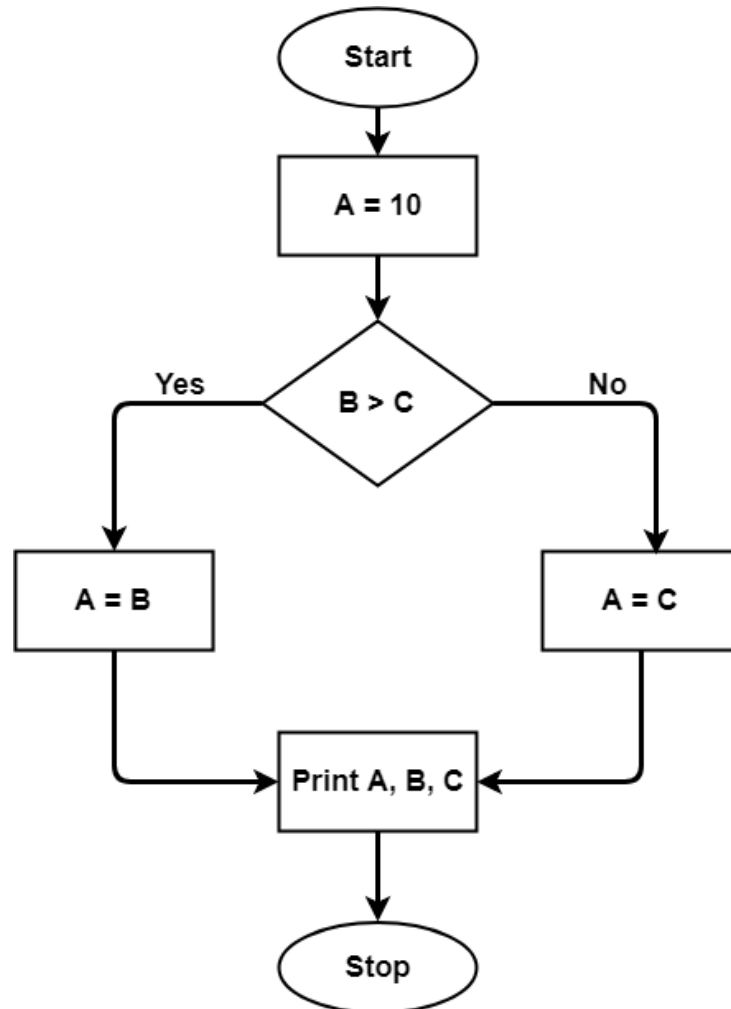 Start
A = 10
Yes
B > C
No
A = B
A = C
Print A, B, C
Stop